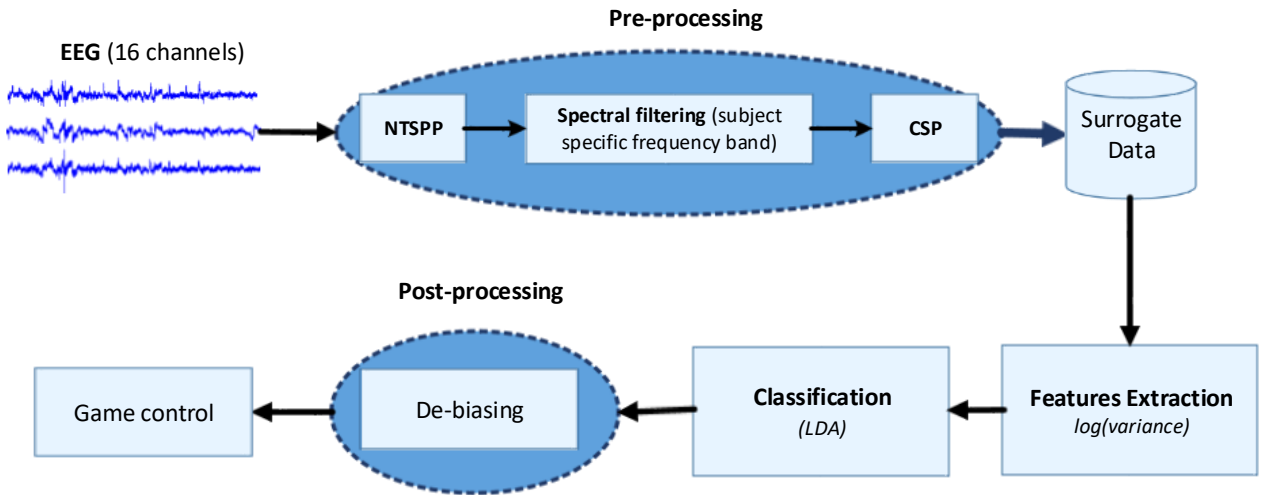 Pre-processing
EEG (16 channels)
NTSPP
Spectral filtering (subject
specific frequency band)
CSP
Surrogate
Data
Post-processing
Game control
De-biasing
Classification
(LDA)
Features Extraction
log(variance)